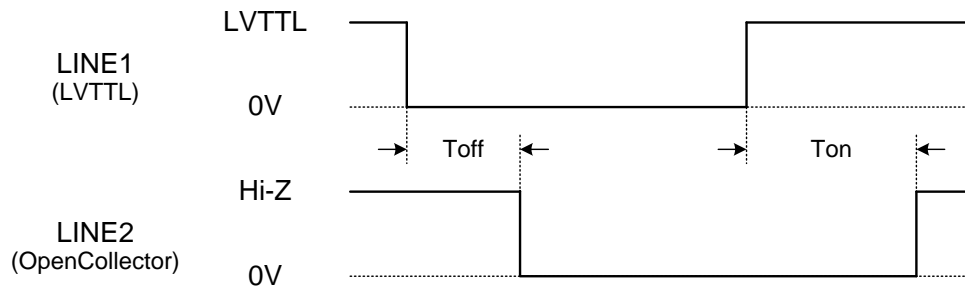 LVTTL
LINE1
(LVTTL)
0V
Toff
Ton
Hi-Z
LINE2
(OpenCollector)
0V